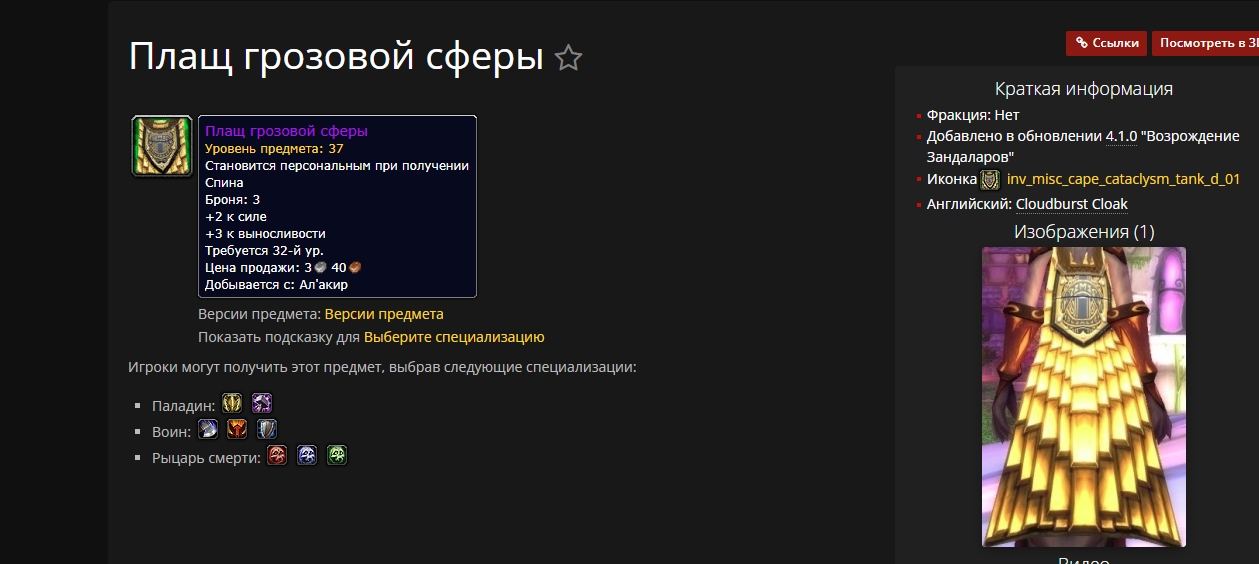 Плащ грозовой сферы
Ссылки
Посмотреть в
Краткая информация
Фракция: Нет
Добавлено в обновлении 4.1.0 "Возрождение
Зандаларов"
Иконка inv_misc_cape_cataclysm_tank_d_01
Английский: Cloudburst Cloak
Изображения (1)
Плащ грозовой сферы
Уровень предмета: 37
Становится персональным при получении
Спина
Броня: 3
+2 к силе
+3 к выносливости
Требуется 32-й ур.
Цена продажи: 3 40
Добывается с: Ал'акир
Версии предмета: Версии предмета
Показать подсказку для Выберите специализацию
Игроки могут получить этот предмет, выбрав следующие специализации:
Паладин:
Воин:
Рыцарь смерти:
Видео